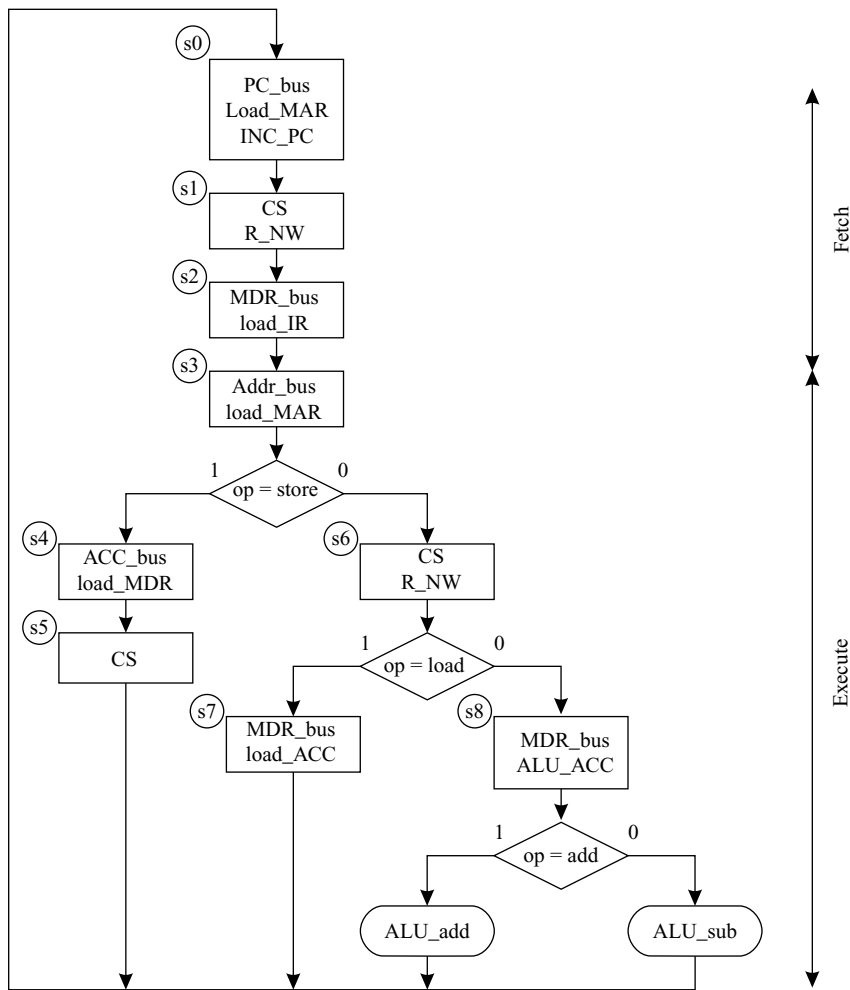 s0
PC_bus
Load_MAR
INC_PC
s1
CS
R_NW
s2
MDR_bus
load_IR
s3
Addr_bus
load_MAR
Fetch
1
0
op = store
s4
ACC_bus
load_MDR
s5
CS
s6
CS
R_NW
1
0
op = load
s7
MDR_bus
load_ACC
s8
MDR_bus
ALU_ACC
1
0
op = add
ALU_add
ALU_sub
Execute